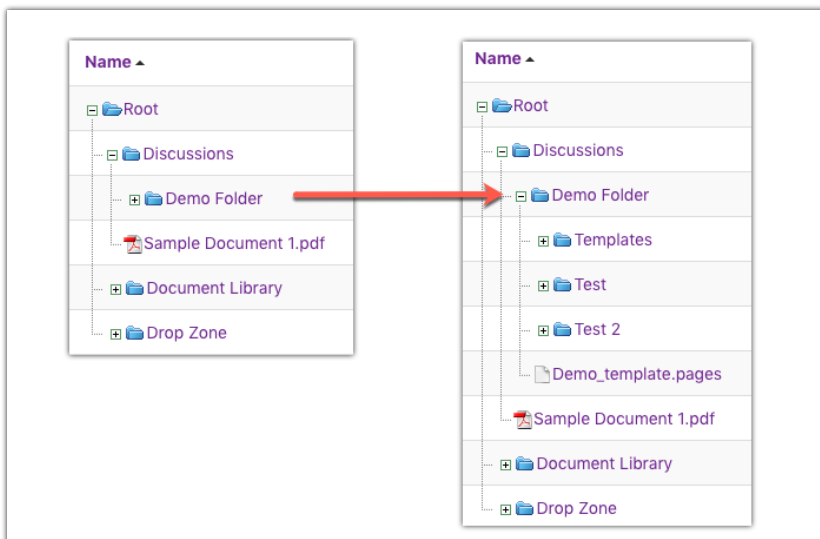 Name
Root
Discussions
Demo Folder
Sample Document 1.pdf
Document Library
Drop Zone
Name
Root
Discussions
Demo Folder
Templates
Test
Test 2
Demo_template.pages
Sample Document 1.pdf
Document Library
Drop Zone